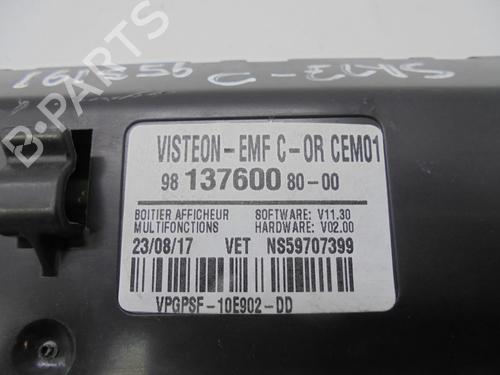 VISTEON-EMF C-OR CEM01
98 137600 80-00
BOITIER AFFICHEUR SOFTWARE: V11.30
MULTIFONCTIONS HARDWARE: V02.00
23/08/17 VET NS59707399
VPGPSF-10E902-DD